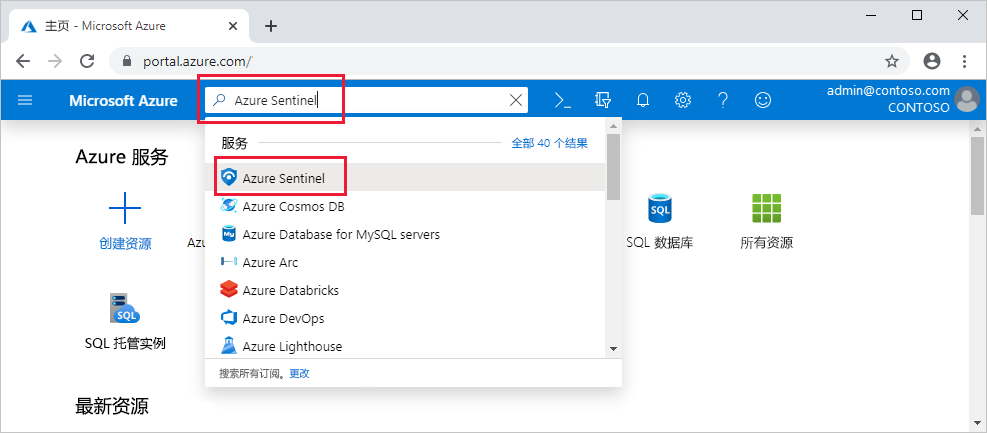 主页 - Microsoft Azure
portal.azure.com/
Microsoft Azure
Azure Sentinel
admin@contoso.com
CONTOSO
Azure 服务
服务
全部 40 个结果
Azure Sentinel
Azure Cosmos DB
Azure Database for MySQL servers
Azure Arc
Azure Databricks
Azure DevOps
Azure Lighthouse
搜索所有订阅。更改
创建资源
Az
SQL
SQL 数据库
所有资源
SQL
SQL 托管实例
最新资源